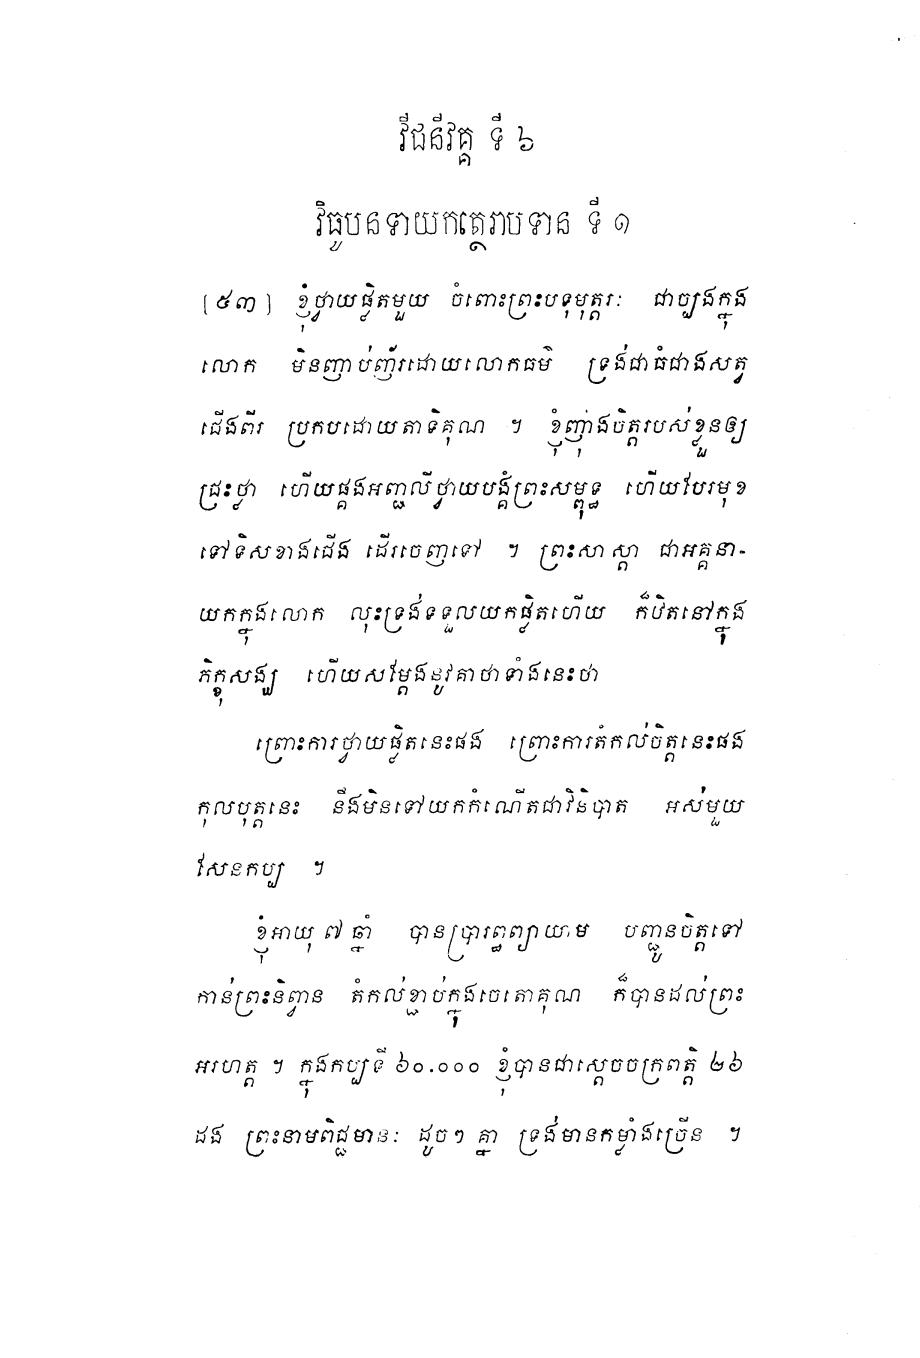 វីជនីវគ្គ ទី ៦
វិធូបនទាយកត្ថេរាបទាន ទី ១
[៥៣] ខ្ញុំថ្វាយផ្លិតមួយ ចំពោះព្រះបទុមុត្តរៈ ជាច្បងក្នុង
លោក មិនញាប់ញ័រដោយលោកធម៌ ទ្រង់ជាធំជាងសត្វ
ជើងពីរ ប្រកបដោយតាទិគុណ ។ ខ្ញុំញុំាងចិត្តរបស់ខ្លួនឲ្យ
ជ្រះថ្លា ហើយផ្គងអញ្ជលីថ្វាយបង្គំព្រះសម្ពុទ្ធ ហើយបែរមុខ
ទៅទិសខាងជើង ដើរចេញទៅ ។ ព្រះសាស្តា ជាអគ្គនា-
យកក្នុងលោក លុះទ្រង់ទទួលយកផ្លិតហើយ ក៏ឋិតនៅក្នុង
ភិក្ខុសង្ឃ ហើយសម្តែងនូវគាថាទាំងនេះថា
ព្រោះការថ្វាយផ្លិតនេះផង ព្រោះការតំកល់ចិត្តនេះផង
កុលបុត្តនេះ នឹងមិនទៅយកកំណើតជាវិនិបាត អស់មួយ
សែនកប្ប ។
ខ្ញុំអាយុ ៧ ឆ្នាំ បានប្រារព្ធព្យាយាម បញ្ជូនចិត្តទៅ
កាន់ព្រះនិព្វាន តំកល់ខ្ជាប់ក្នុងចេតោគុណ ក៏បានដល់ព្រះ
អរហត្ត ។ ក្នុងកប្បទី ៦០.០០០ ខ្ញុំបានជាស្តេចចក្រពត្តិ ២៦
ដង ព្រះនាមពិជ្ជមានៈ ដូចៗ គ្នា ទ្រង់មានកម្លាំងច្រើន ។